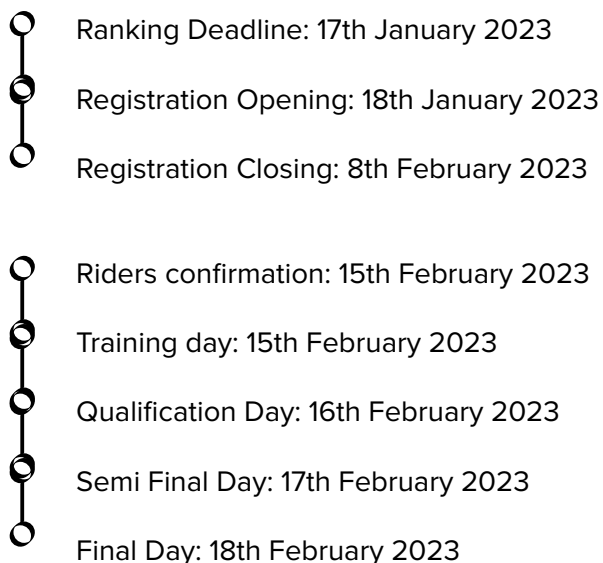 Ranking Deadline: 17th January 2023
Registration Opening: 18th January 2023
Registration Closing: 8th February 2023
Riders confirmation: 15th February 2023
Training day: 15th February 2023
Qualification Day: 16th February 2023
Semi Final Day: 17th February 2023
Final Day: 18th February 2023